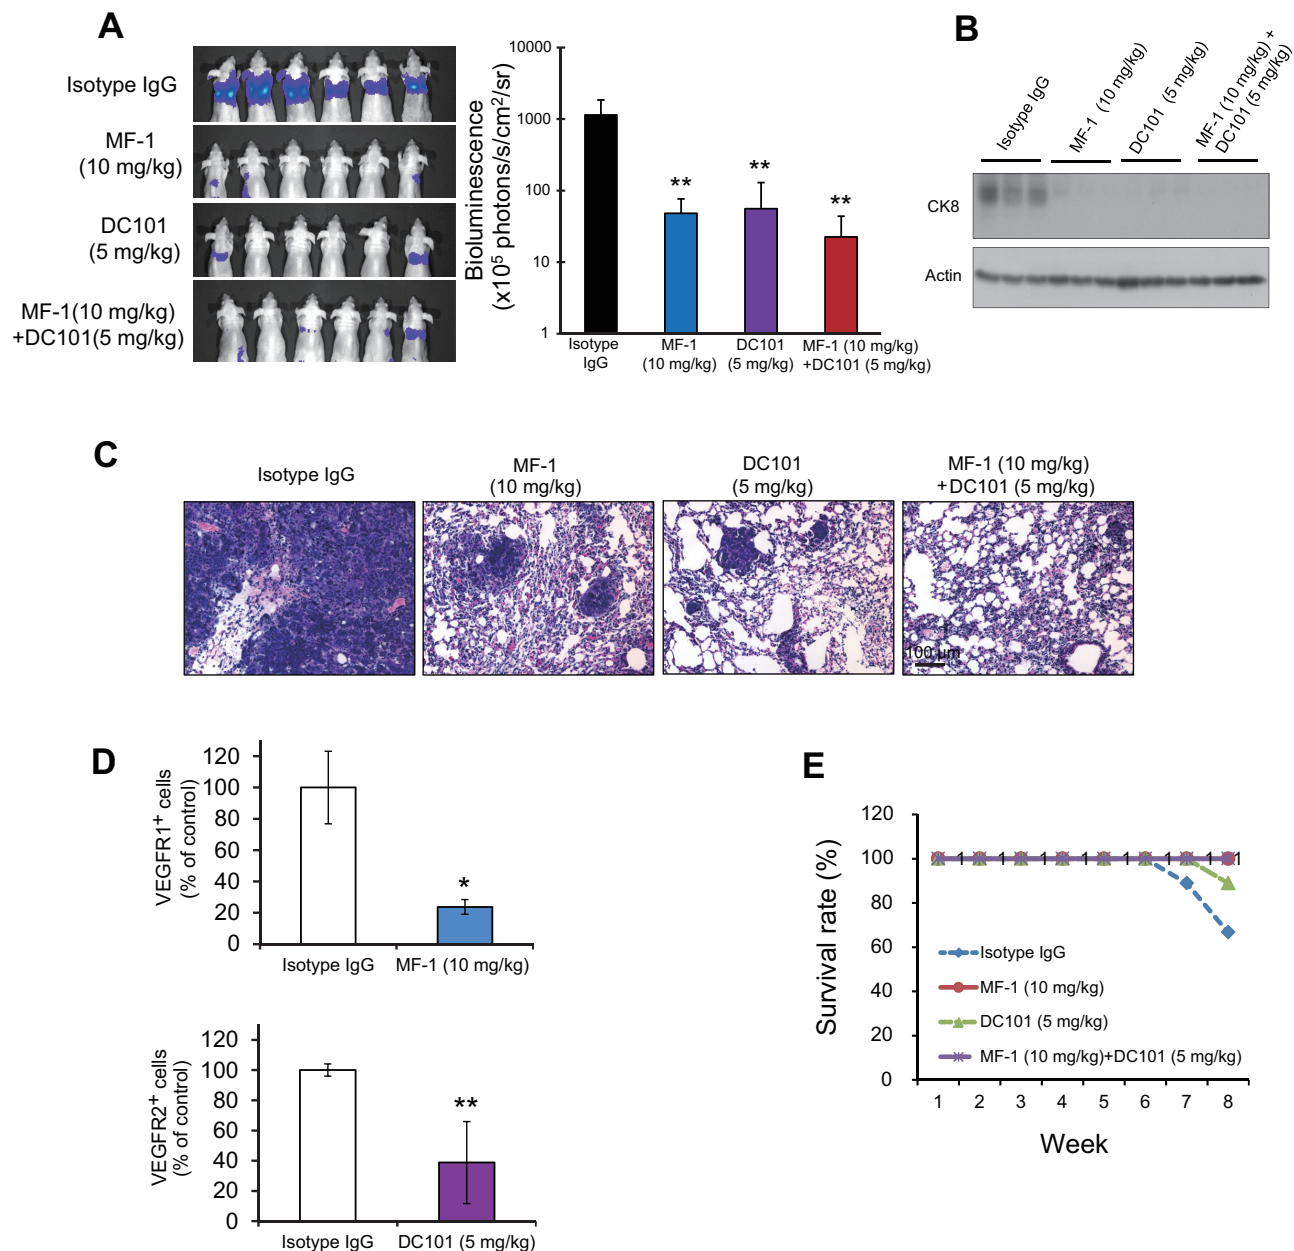 A
Isotype IgG
MF-1
(10 mg/kg)
DC101
(5 mg/kg)
MF-1(10 mg/kg)
+DC101(5 mg/kg)
Bioluminescence
(x10⁵ photons/s/cm²/sr)
10000
1000
100
10
1
**
**
**
Isotype
IgG
MF-1
(10 mg/kg)
DC101
(5 mg/kg)
MF-1 (10 mg/kg)
+DC101 (5 mg/kg)
B
Isotype IgG
MF-1 (10 mg/kg)
DC101 (5 mg/kg)
MF-1 (10 mg/kg) +
DC101 (5 mg/kg)
CK8
Actin
C
Isotype IgG
MF-1
(10 mg/kg)
DC101
(5 mg/kg)
MF-1 (10 mg/kg)
+DC101 (5 mg/kg)
100 µm
D
VEGFR1⁺ cells
(% of control)
120
100
80
60
40
20
0
*
Isotype IgG
MF-1 (10 mg/kg)
VEGFR2⁺ cells
(% of control)
120
100
80
60
40
20
0
**
Isotype IgG
DC101 (5 mg/kg)
E
Survival rate (%)
120
100
80
60
40
20
0
Isotype IgG
MF-1 (10 mg/kg)
DC101 (5 mg/kg)
MF-1 (10 mg/kg)+DC101 (5 mg/kg)
1 2 3 4 5 6 7 8
Week